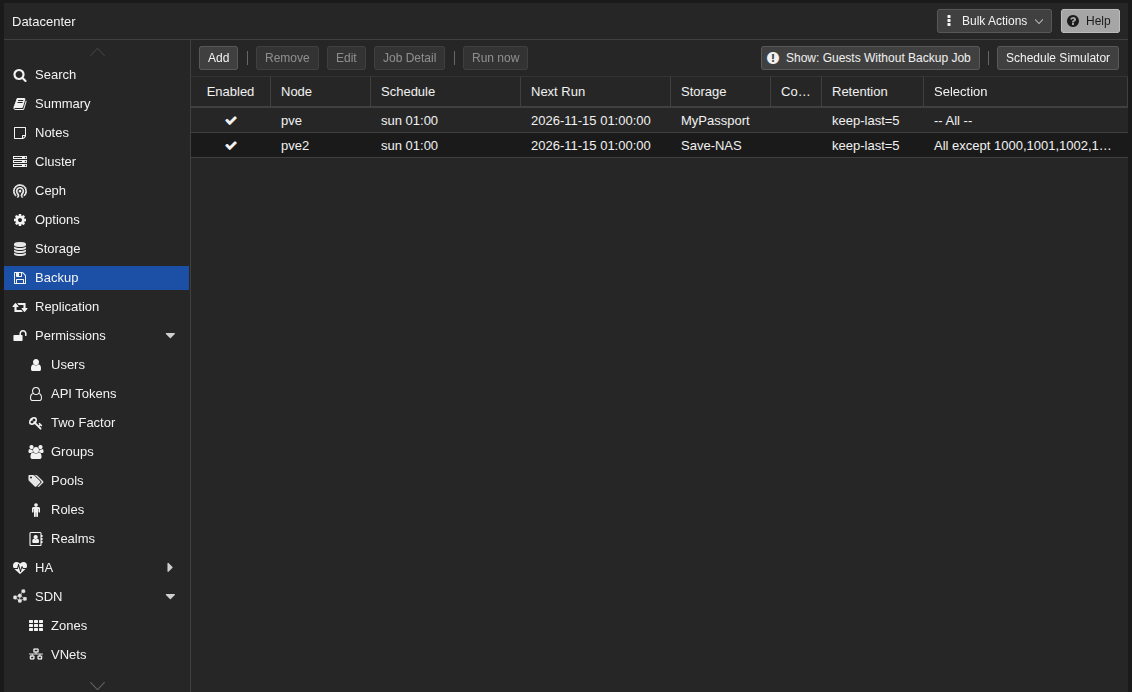 Datacenter
Bulk Actions
Help
Search
Summary
Notes
Cluster
Ceph
Options
Storage
Backup
Replication
Permissions
Users
API Tokens
Two Factor
Groups
Pools
Roles
Realms
HA
SDN
Zones
VNets
Add Remove Edit Job Detail Run now Show: Guests Without Backup Job Schedule Simulator
Enabled Node Schedule Next Run Storage Co… Retention Selection
pve sun 01:00 2026-11-15 01:00:00 MyPassport keep-last=5 -- All --
pve2 sun 01:00 2026-11-15 01:00:00 Save-NAS keep-last=5 All except 1000,1001,1002,1…